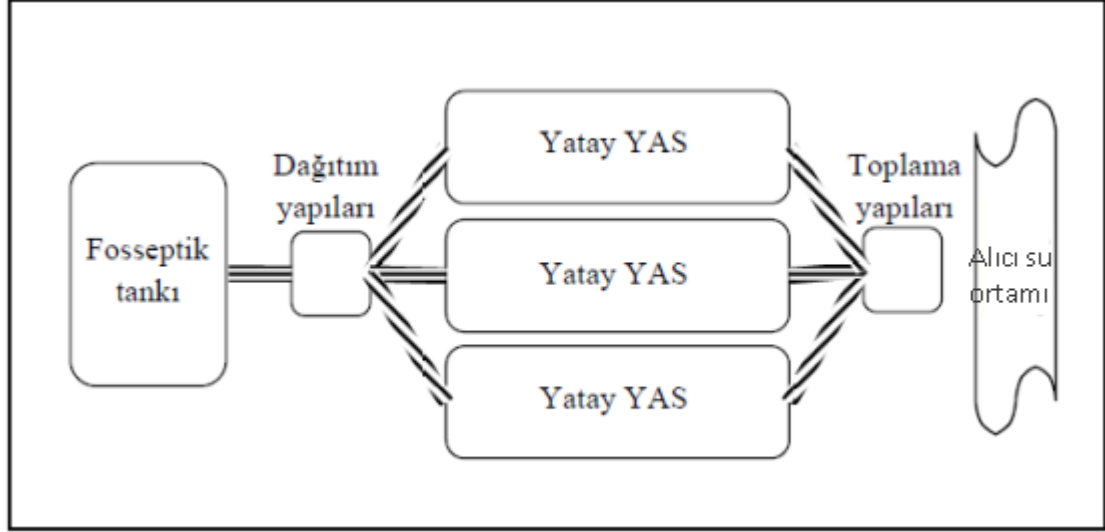 Fosseptik
tankı
Dağıtım
yapıları
Yatay YAS
Yatay YAS
Yatay YAS
Toplama
yapıları
Alıcı su
ortamı